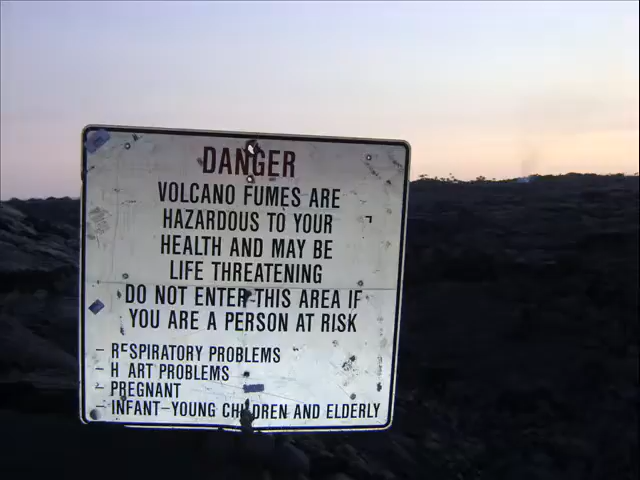 DANGER
VOLCANO FUMES ARE
HAZARDOUS TO YOUR
HEALTH AND MAY BE
LIFE THREATENING
DO NOT ENTER THIS AREA IF
YOU ARE A PERSON AT RISK
- RESPIRATORY PROBLEMS
- H ART PROBLEMS
- PREGNANT
- INFANT-YOUNG CHILDREN AND ELDERLY